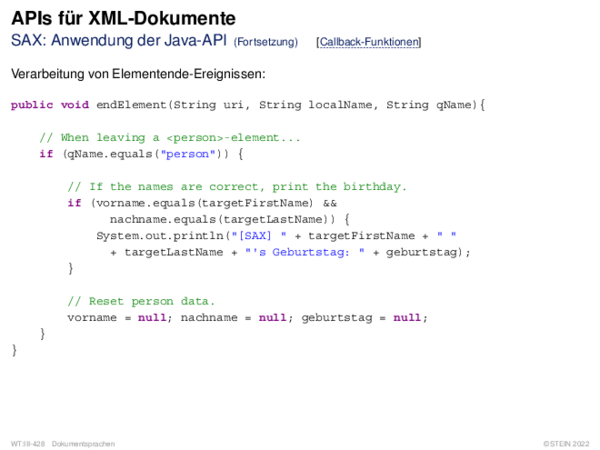 APIs für XML-Dokumente
SAX: Anwendung der Java-API (Fortsetzung) [Callback-Funktionen]
Verarbeitung von Elementende-Ereignissen:
public void endElement(String uri, String localName, String qName){
// When leaving a <person>-element...
if (qName.equals("person")) {
// If the names are correct, print the birthday.
if (vorname.equals(targetFirstName) &&
nachname.equals(targetLastName)) {
System.out.println("[SAX] " + targetFirstName + " "
+ targetLastName + "'s Geburtstag: " + geburtstag);
}
// Reset person data.
vorname = null; nachname = null; geburtstag = null;
}
}
WT:III-428 Dokumentsprachen ©STEIN 2022